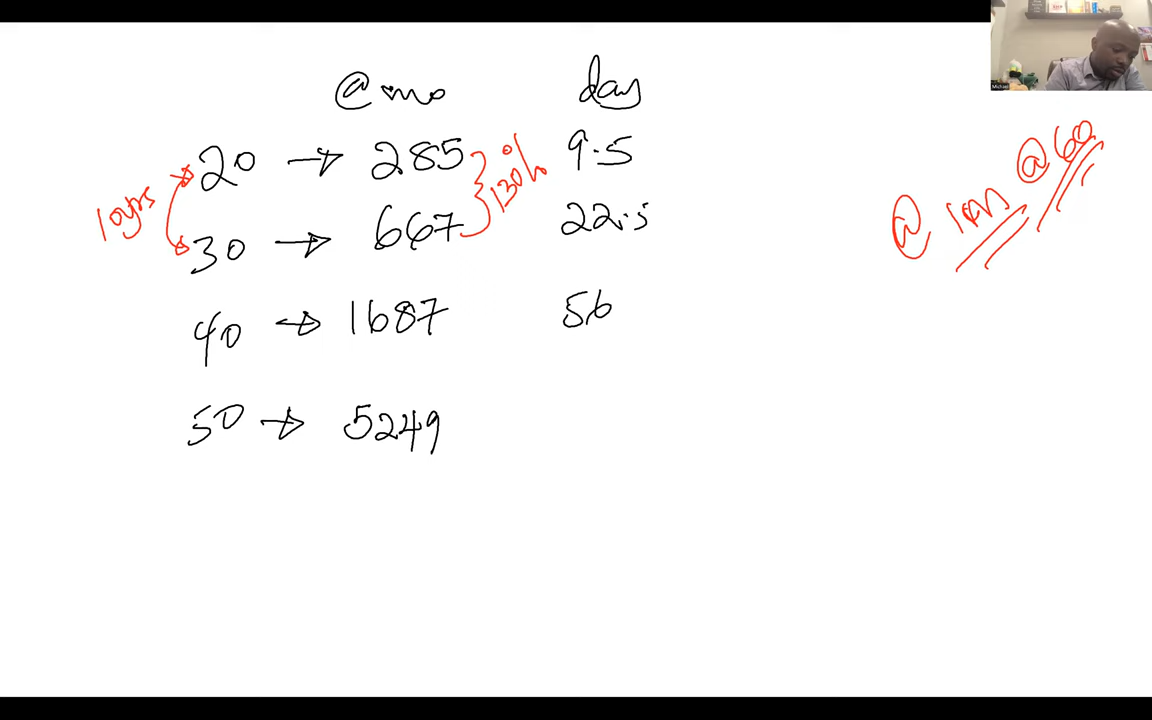 @mo day
20 → 285 9.5
10yrs 130%
30 → 667 22.5
40 → 1687 56
50 → 5249
@ 1m @60
Michael